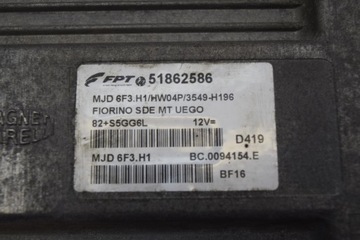 FPT 51862586
MJD 6F3.H1/HW04P/3549-H196
FIORINO SDE MT UEGO
82+S5GG6L 12V=
D419
MJD 6F3.H1 BC.0094154.E
BF16